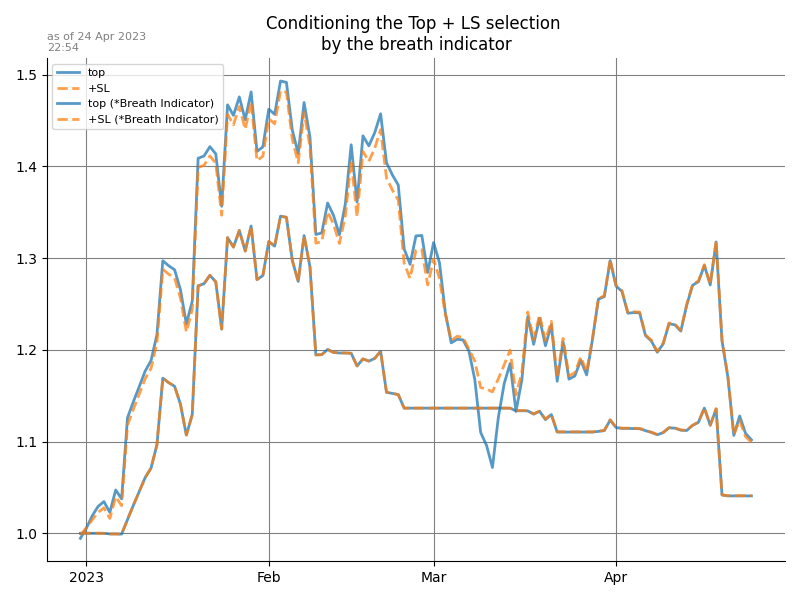 Conditioning the Top + LS selection
by the breath indicator
as of 24 Apr 2023
22:54
top
+SL
top (*Breath Indicator)
+SL (*Breath Indicator)
1.5
1.4
1.3
1.2
1.1
1.0
2023 Feb Mar Apr